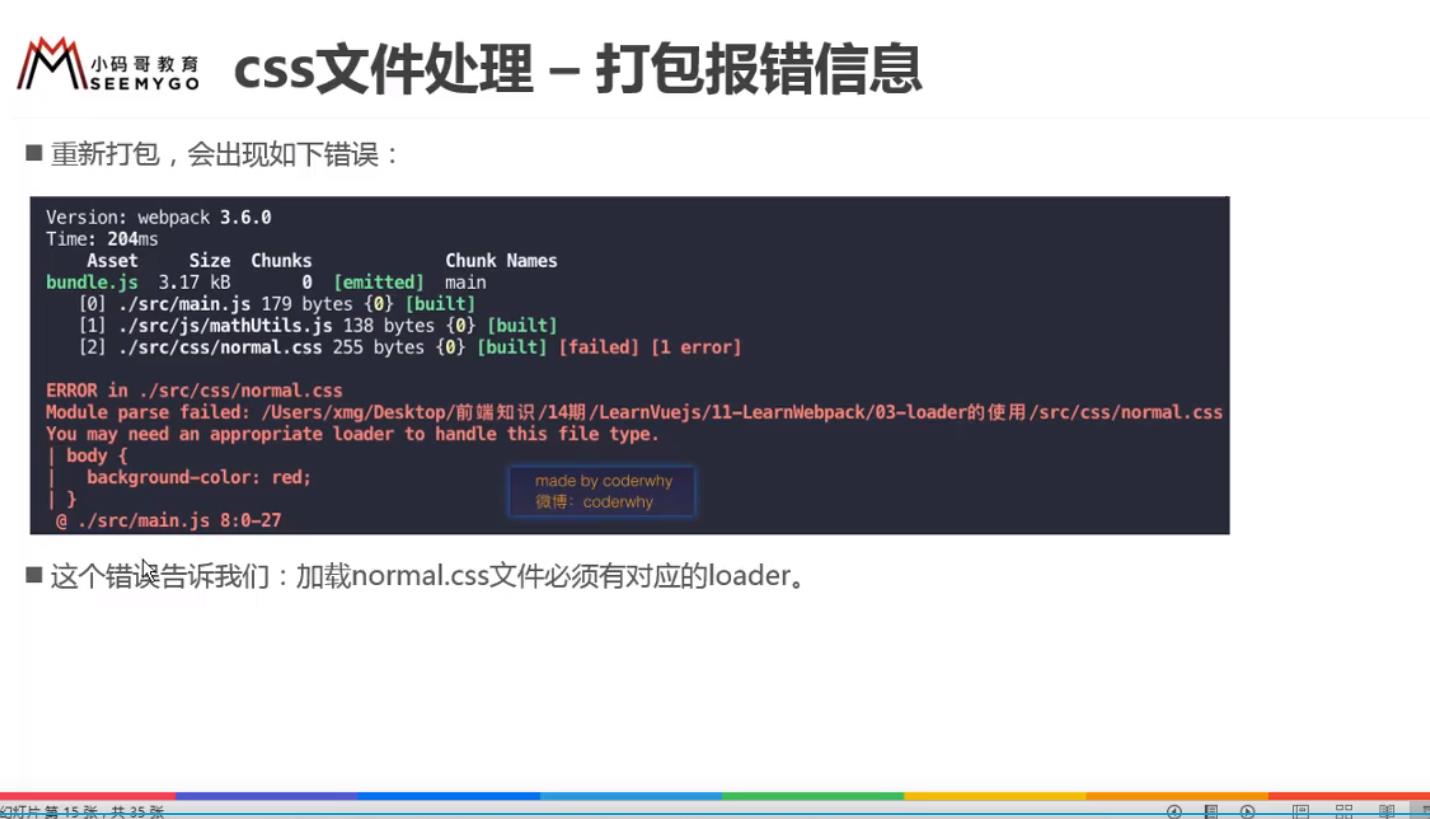 小码哥教育
SEEMYGO
css文件处理 – 打包报错信息
重新打包，会出现如下错误：
Version: webpack 3.6.0
Time: 204ms
Asset Size Chunks Chunk Names
bundle.js 3.17 kB 0 [emitted] main
[0] ./src/main.js 179 bytes {0} [built]
[1] ./src/js/mathUtils.js 138 bytes {0} [built]
[2] ./src/css/normal.css 255 bytes {0} [built] [failed] [1 error]
ERROR in ./src/css/normal.css
Module parse failed: /Users/xmg/Desktop/前端知识/14期/LearnVuejs/11-LearnWebpack/03-loader的使用/src/css/normal.css
You may need an appropriate loader to handle this file type.
| body {
|   background-color: red;
| }
@ ./src/main.js 8:0-27
made by coderwhy
微博：coderwhy
这个错误告诉我们：加载normal.css文件必须有对应的loader。
幻灯片 第 15 张，共 35 张